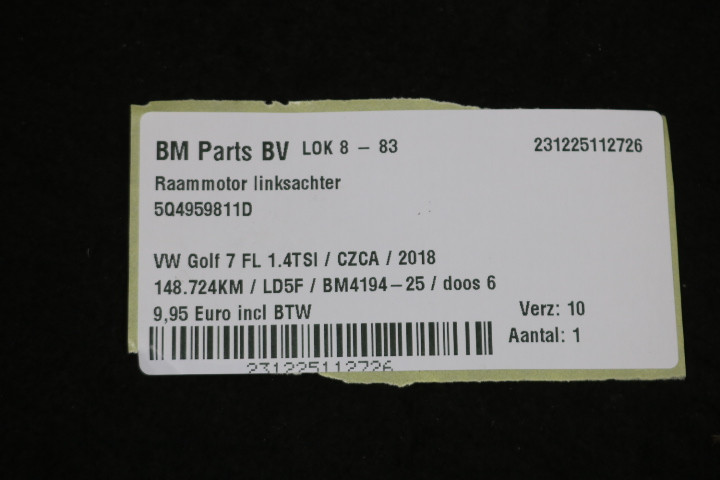 BM Parts BV LOK 8 - 83 231225112726
Raammotor linksachter
5Q4959811D
VW Golf 7 FL 1.4TSI / CZCA / 2018
148.724KM / LD5F / BM4194-25 / doos 6
9,95 Euro incl BTW Verz: 10
Aantal: 1
231225112726